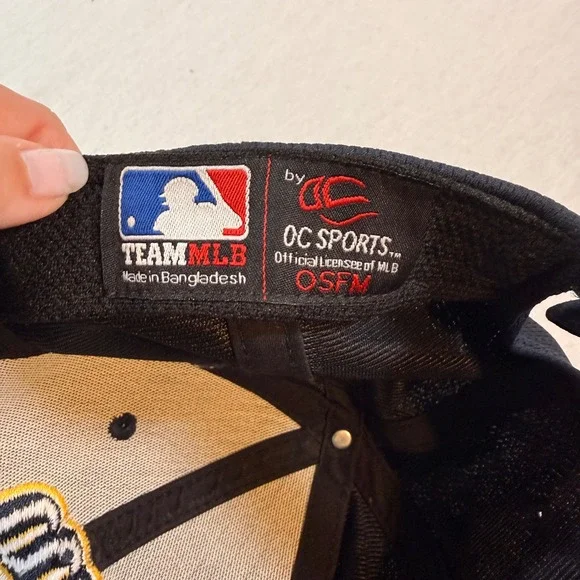 TEAMMLB
Made in Bangladesh
by
OC SPORTS™
Official Licensee of MLB
OSFM